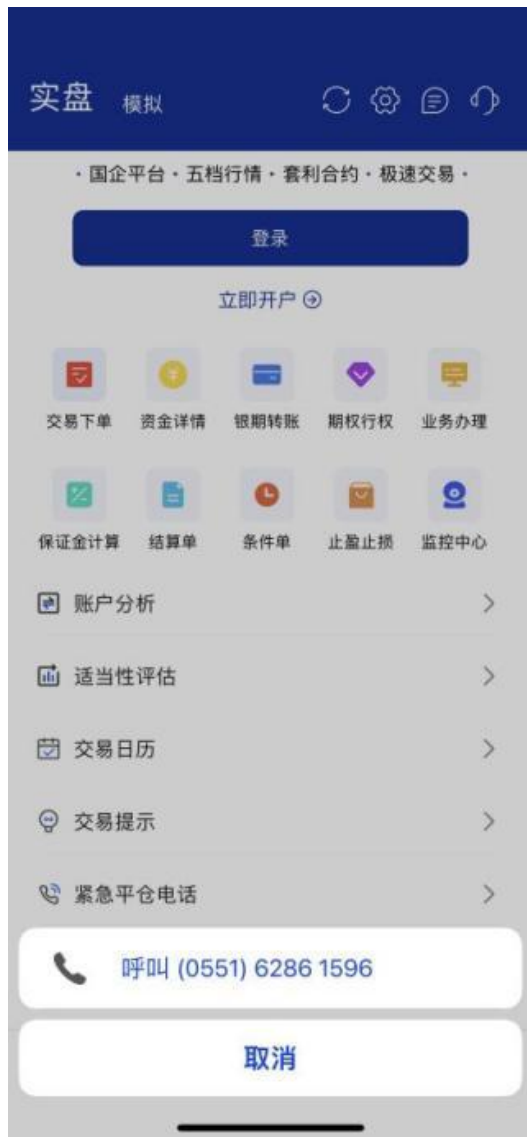 实盘 模拟
·国企平台·五档行情·套利合约·极速交易·
登录
立即开户
交易下单 资金详情 银期转账 期权行权 业务办理
保证金计算 结算单 条件单 止盈止损 监控中心
账户分析
适当性评估
交易日历
交易提示
紧急平仓电话
呼叫 (0551) 6286 1596
取消